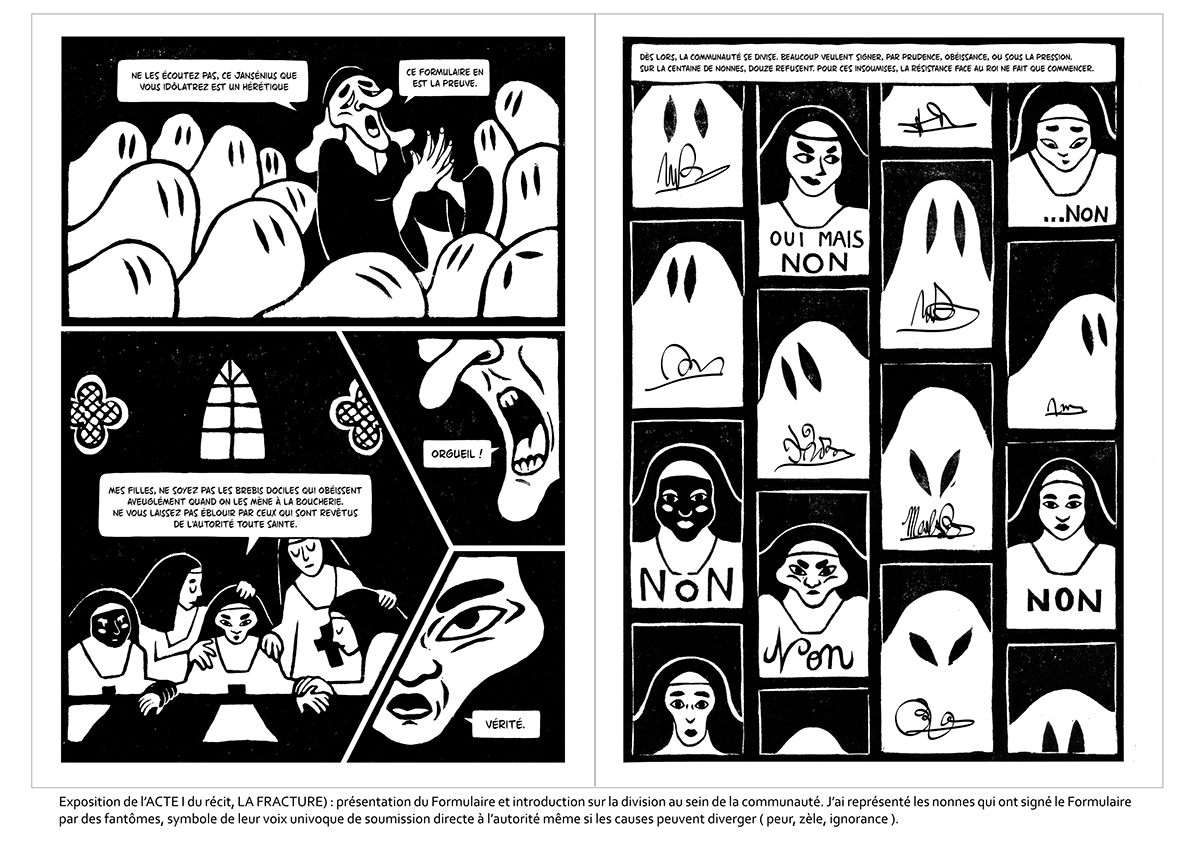 NE LES ÉCOUTEZ PAS, CE JANSÉNIUS QUE
VOUS IDOLATREZ EST UN HÉRÉTIQUE
CE FORMULAIRE EN
EST LA PREUVE.
MES FILLES, NE SOYEZ PAS LES BREBIS DOCILES QUI OBÉISSENT
AVEUGLÉMENT QUAND ON LES MÈNE À LA BOUCHERIE.
NE VOUS LAISSEZ PAS ÉBLOUIR PAR CEUX QUI SONT REVÊTUS
DE L'AUTORITÉ TOUTE SAINTE.
ORGUEIL !
VÉRITÉ.
DÈS LORS, LA COMMUNAUTÉ SE DIVISE. BEAUCOUP VEULENT SIGNER, PAR PRUDENCE, OBÉISSANCE, OU SOUS LA PRESSION.
SUR LA CENTAINE DE NONNES, DOUZE REFUSENT. POUR CES INSOUMISES, LA RÉSISTANCE FACE AU ROI NE FAIT QUE COMMENCER.
OUI MAIS
NON
...NON
NON
Non
NON
Exposition de l'ACTE I du récit, LA FRACTURE) : présentation du Formulaire et introduction sur la division au sein de la communauté. J'ai représenté les nonnes qui ont signé le Formulaire
par des fantômes, symbole de leur voix univoque de soumission directe à l'autorité même si les causes peuvent diverger ( peur, zèle, ignorance ).